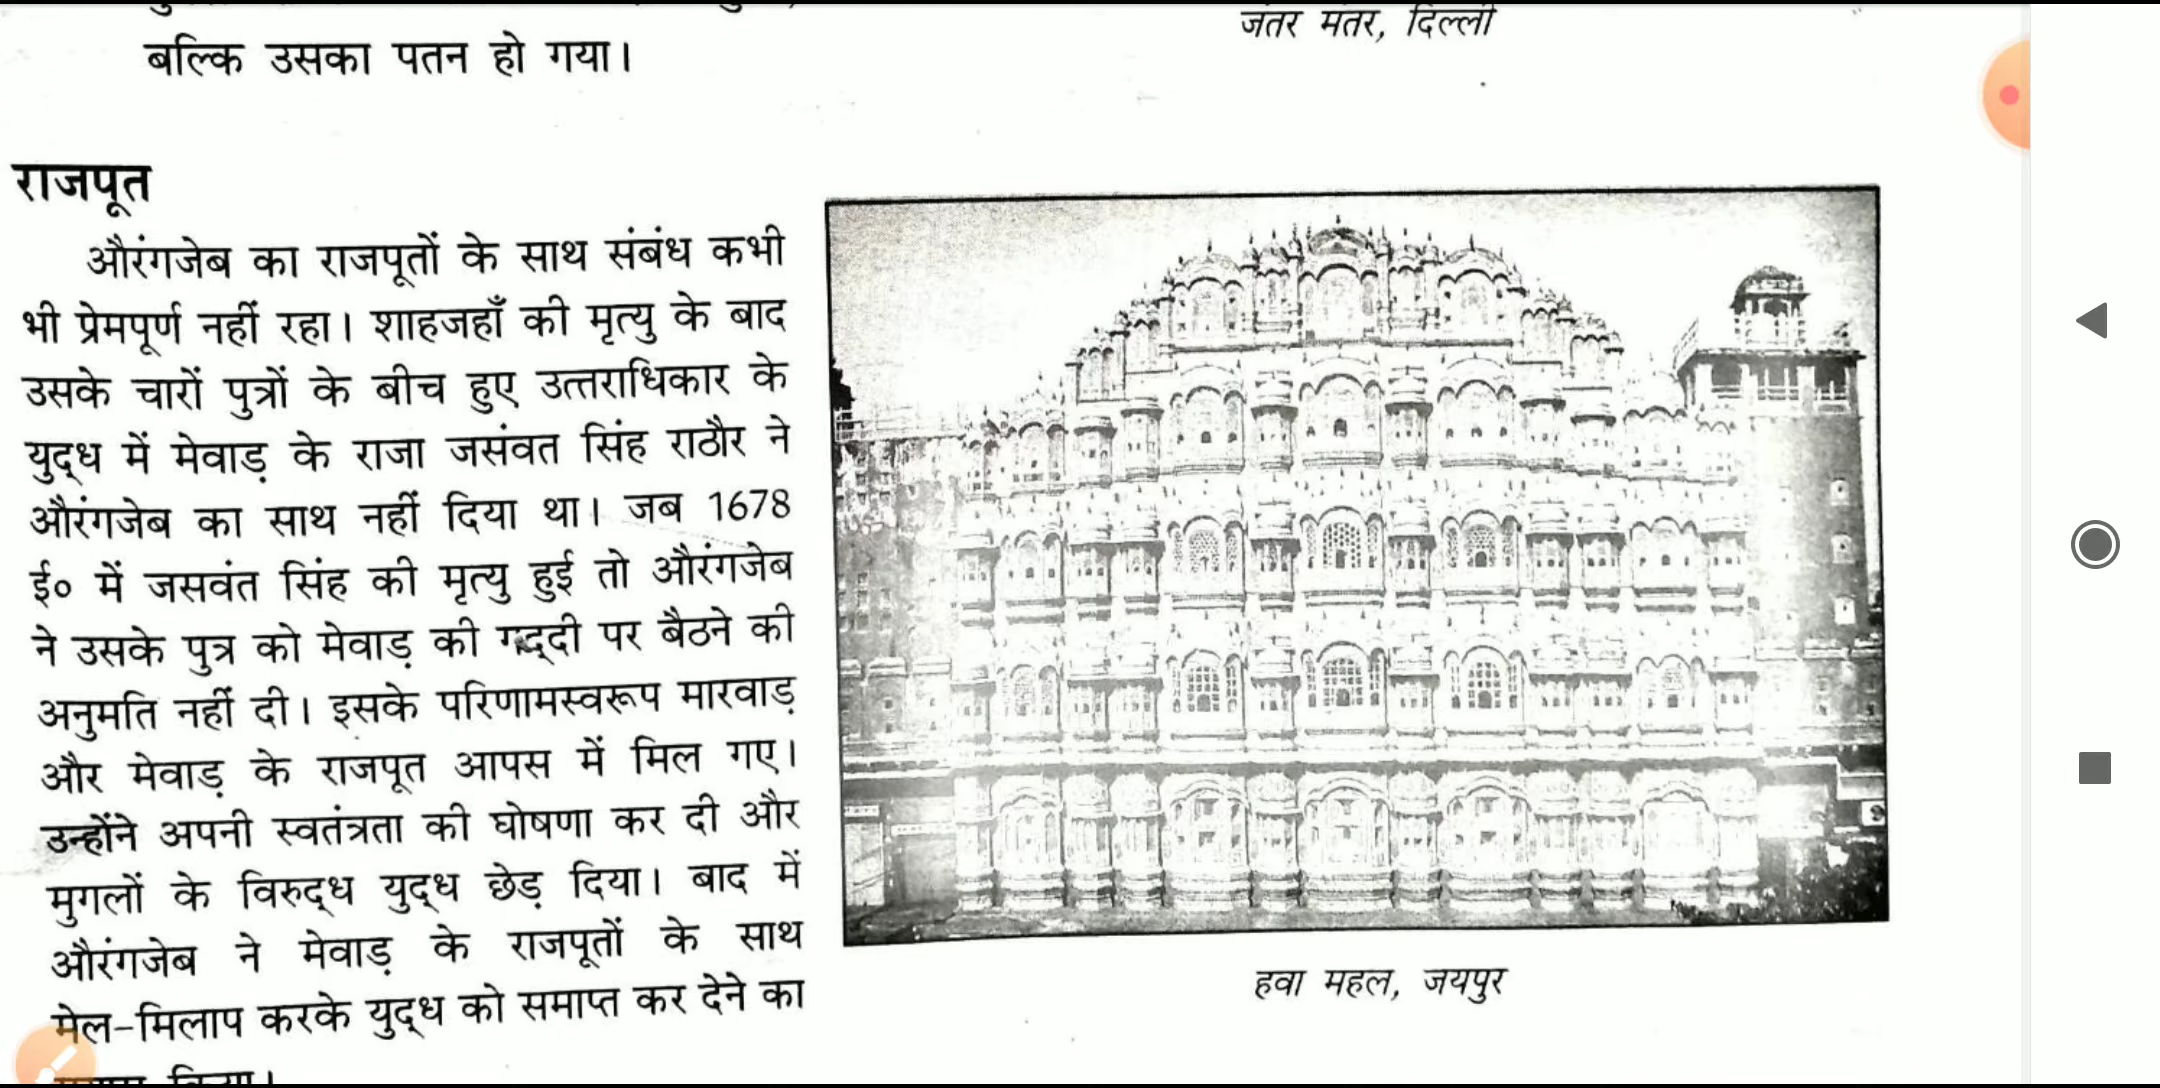 जंतर मंतर, दिल्ली
बल्कि उसका पतन हो गया।
राजपूत
औरंगजेब का राजपूतों के साथ संबंध कभी
भी प्रेमपूर्ण नहीं रहा। शाहजहाँ की मृत्यु के बाद
उसके चारों पुत्रों के बीच हुए उत्तराधिकार के
युद्ध में मेवाड़ के राजा जसंवत सिंह राठौर ने
औरंगजेब का साथ नहीं दिया था। जब 1678
ई० में जसवंत सिंह की मृत्यु हुई तो औरंगजेब
ने उसके पुत्र को मेवाड़ की गद्दी पर बैठने की
अनुमति नहीं दी। इसके परिणामस्वरूप मारवाड़
और मेवाड़ के राजपूत आपस में मिल गए।
उन्होंने अपनी स्वतंत्रता की घोषणा कर दी और
मुगलों के विरुद्ध युद्ध छेड़ दिया। बाद में
औरंगजेब ने मेवाड़ के राजपूतों के साथ
मेल-मिलाप करके युद्ध को समाप्त कर देने का
हवा महल, जयपुर